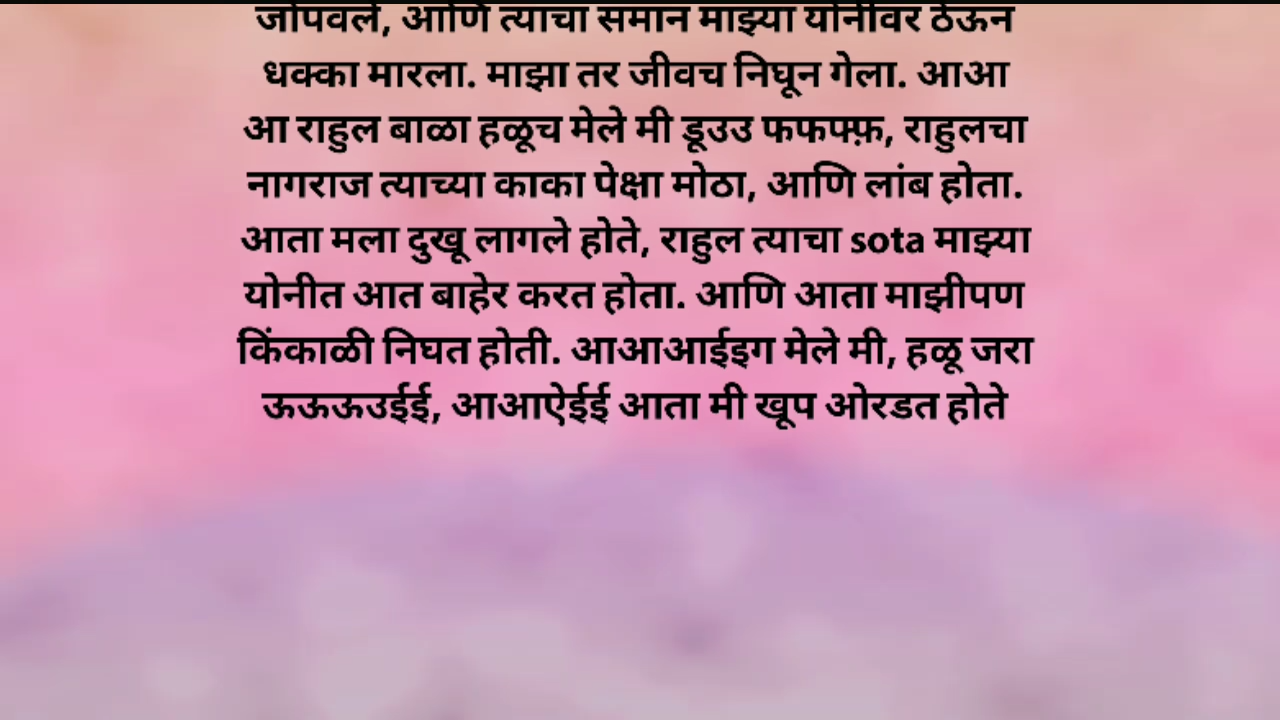 जोपवले, आणि त्याचा समान माझ्या योनीवर ठेऊन
धक्का मारला. माझा तर जीवच निघून गेला. आआ
आ राहुल बाळा हळूच मेले मी डूउउ फफफ्फ़, राहुलचा
नागराज त्याच्या काका पेक्षा मोठा, आणि लांब होता.
आता मला दुखू लागले होते, राहुल त्याचा sota माझ्या
योनीत आत बाहेर करत होता. आणि आता माझीपण
किंकाळी निघत होती. आआआईइग मेले मी, हळू जरा
ऊऊऊउईई, आआऐईई आता मी खूप ओरडत होते